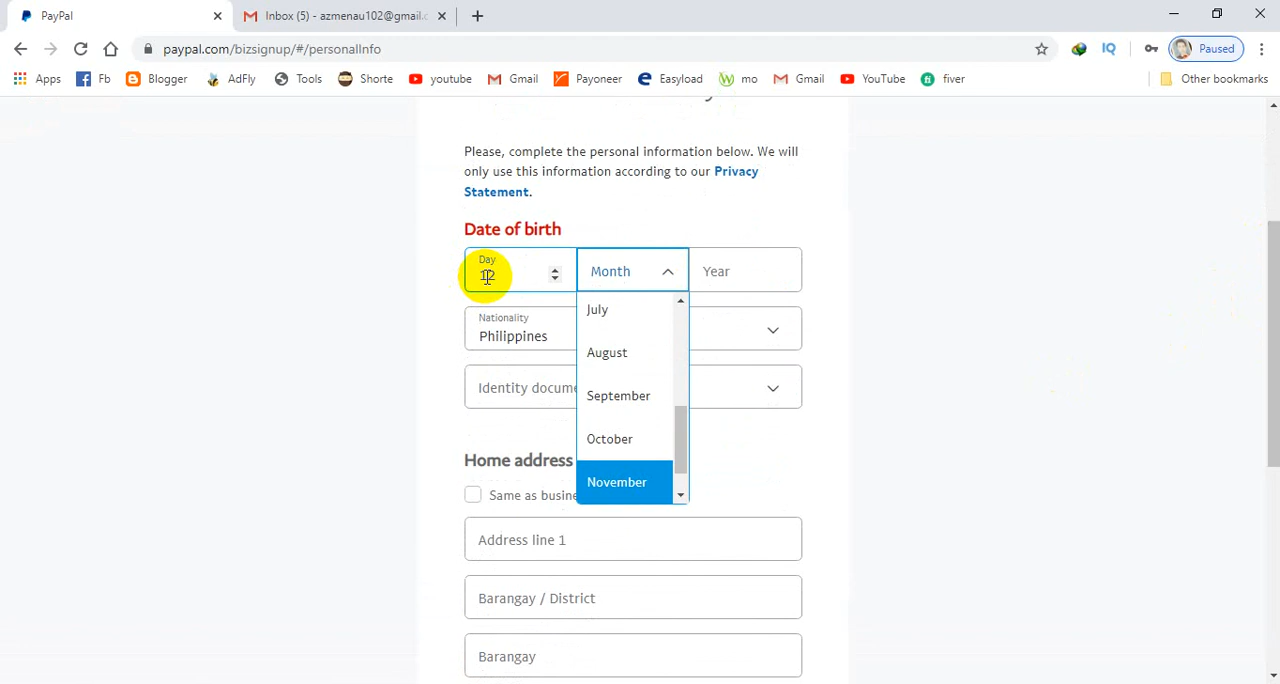 PayPal
Inbox (5) - azmenau102@gmail.c
paypal.com/bizsignup/#/personalInfo
Paused
Apps
Fb
Blogger
AdFly
Tools
Shorte
youtube
Gmail
Payoneer
Easyload
mo
Gmail
YouTube
fiver
Other bookmarks
Please, complete the personal information below. We will
only use this information according to our Privacy
Statement.
Date of birth
Day
12
Month
Year
July
August
September
October
November
Nationality
Philippines
Identity docume
Home address
Same as busine
Address line 1
Barangay / District
Barangay